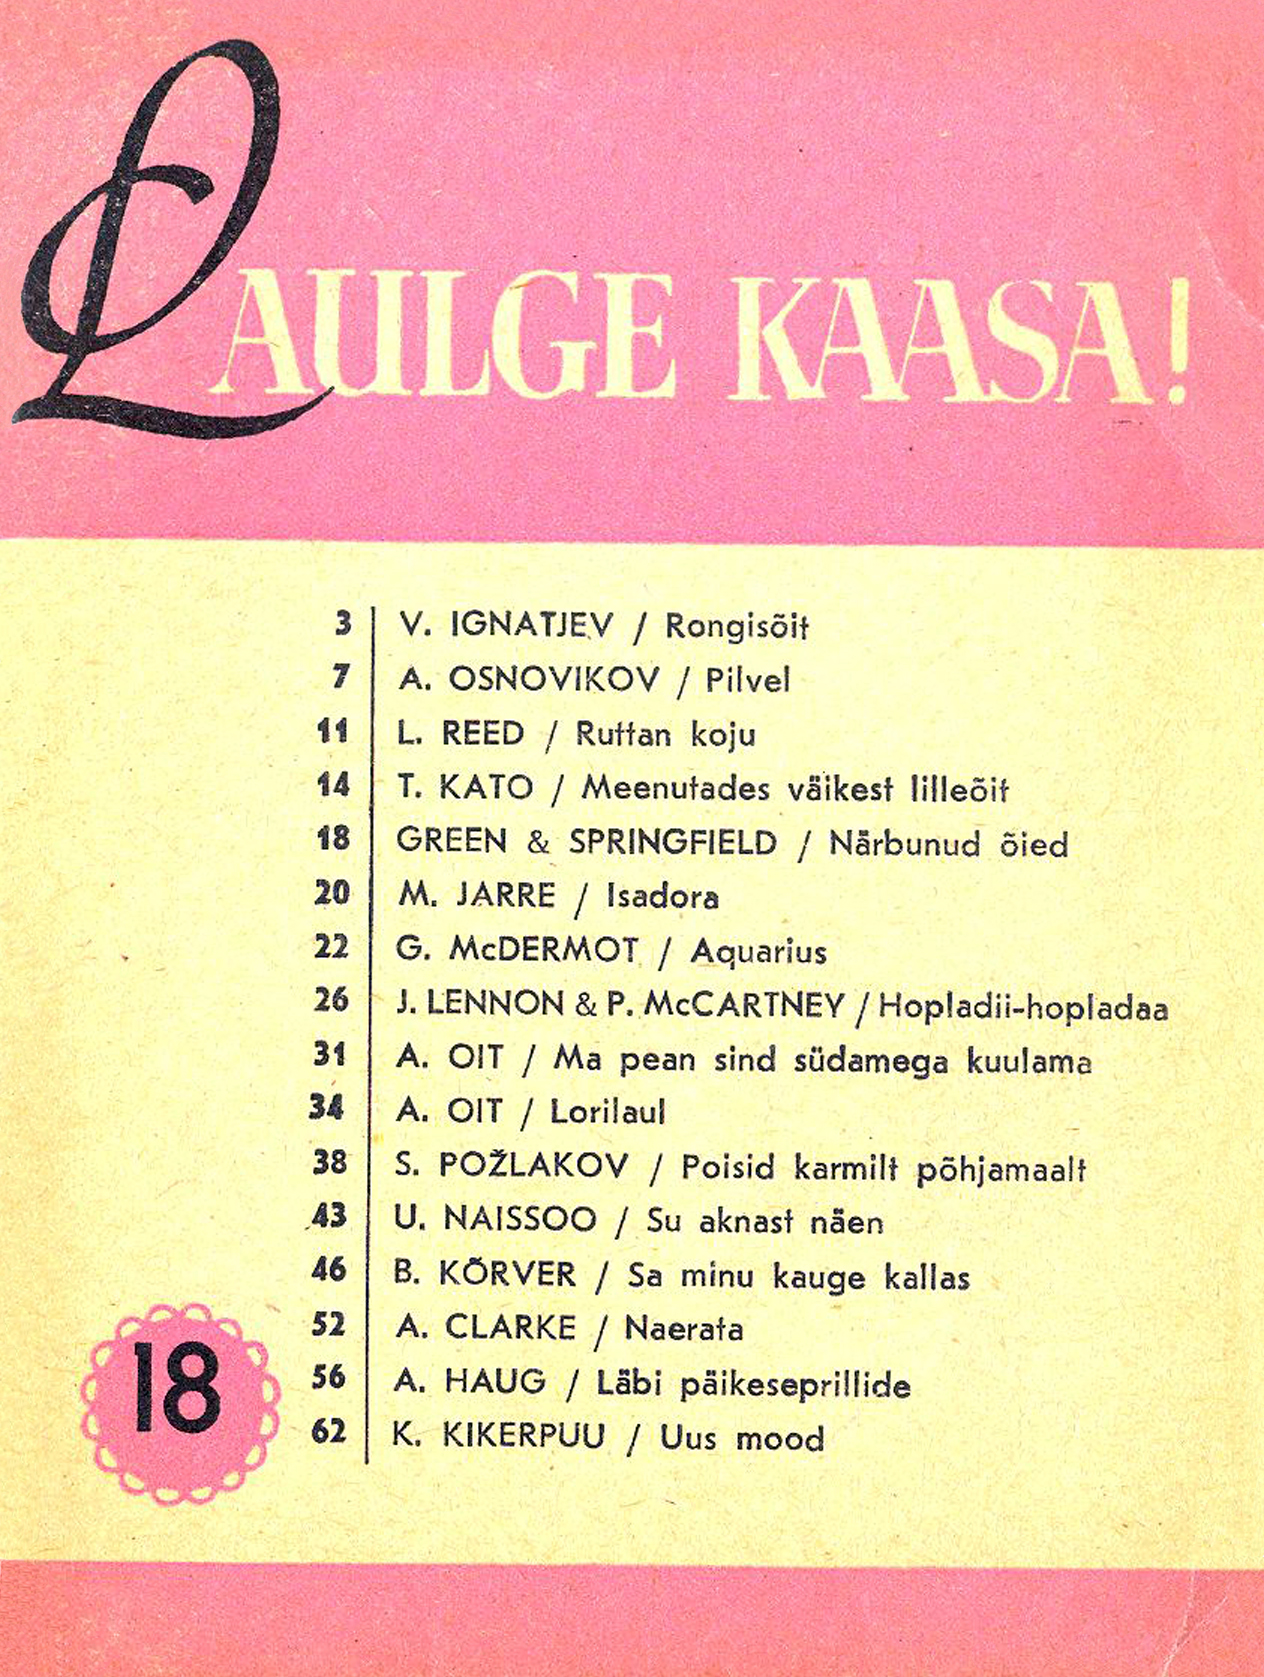 LAULGE KAASA!
3 V. IGNATJEV / Rongisõit
7 A. OSNOVIKOV / Pilvel
11 L. REED / Ruttan koju
14 T. KATO / Meenutades väikest lilleõit
18 GREEN & SPRINGFIELD / Närbunud õied
20 M. JARRE / Isadora
22 G. McDERMOT / Aquarius
26 J. LENNON & P. McCARTNEY / Hopladii-hopladaa
31 A. OIT / Ma pean sind südamega kuulama
34 A. OIT / Lorilaul
38 S. POŽLAKOV / Poisid karmilt põhjamaalt
43 U. NAISSOO / Su aknast näen
46 B. KÕRVER / Sa minu kauge kallas
52 A. CLARKE / Naerata
56 A. HAUG / Läbi päikeseprillide
62 K. KIKERPUU / Uus mood
18